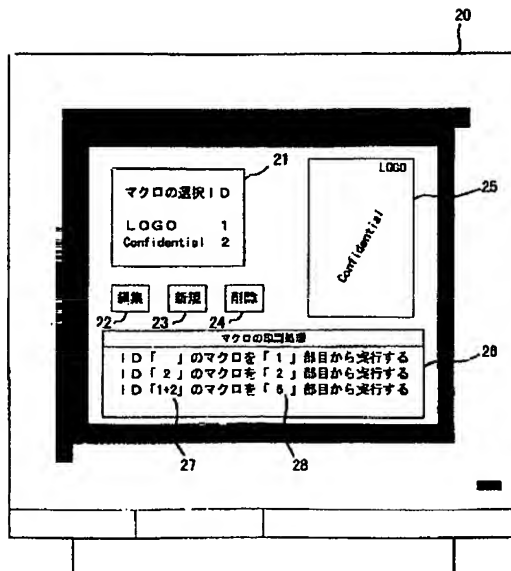 20
21
マクロの選択ID
LOGO 1
Confidential 2
LOGO
Confidential
25
編集
新規
削除
22
23
24
マクロの印刷処理
ID「 」のマクロを「 1 」部目から実行する
ID「 2 」のマクロを「 2 」部目から実行する
ID「1+2」のマクロを「 6 」部目から実行する
26
27
28